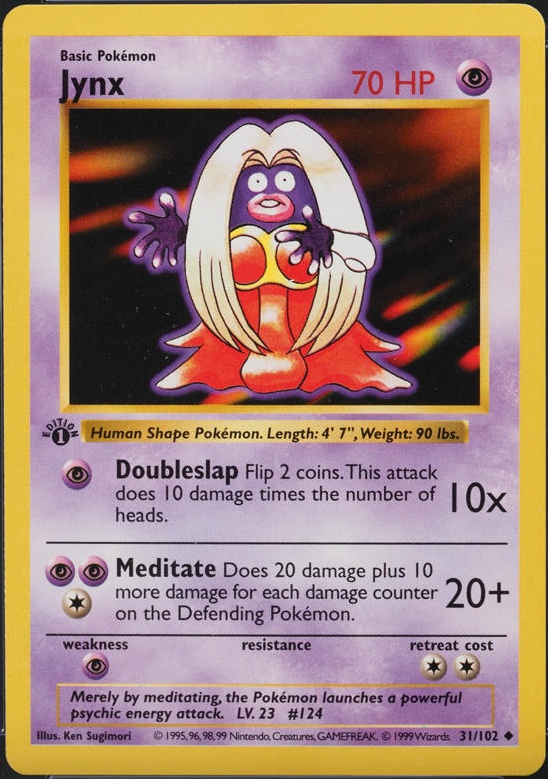 Basic Pokémon
Jynx
70 HP
EDITION
1
Human Shape Pokémon. Length: 4' 7", Weight: 90 lbs.
Doubleslap Flip 2 coins. This attack
does 10 damage times the number of
heads.
10x
Meditate Does 20 damage plus 10
more damage for each damage counter
on the Defending Pokémon.
20+
weakness
resistance
retreat cost
Merely by meditating, the Pokémon launches a powerful
psychic energy attack. LV. 23 #124
Illus. Ken Sugimori © 1995, 96, 98, 99 Nintendo, Creatures, GAMEFREAK. © 1999 Wizards. 31/102